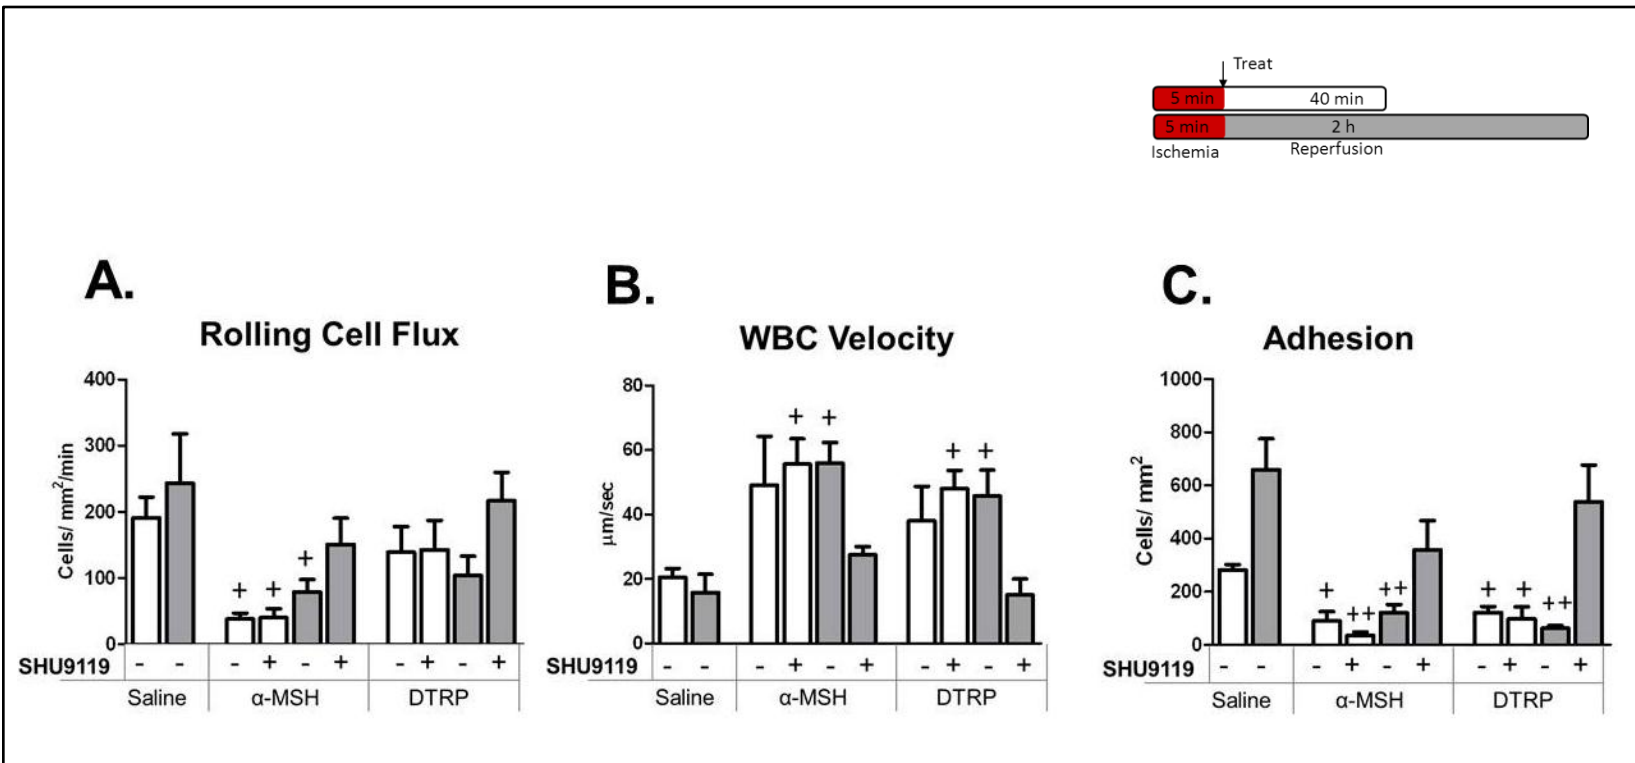 Treat
5 min 40 min
5 min 2 h
Ischemia Reperfusion
A.
Rolling Cell Flux
400
300
200
100
0
Cells/ mm²/min
+ + +
SHU9119 - - - + - + - + - +
Saline α-MSH DTRP
B.
WBC Velocity
80
60
40
20
0
μm/sec
+ + + +
SHU9119 - - - + - + - + - +
Saline α-MSH DTRP
C.
Adhesion
1000
800
600
400
200
0
Cells/ mm²
+ ++ ++ + + ++
SHU9119 - - - + - + - + - +
Saline α-MSH DTRP